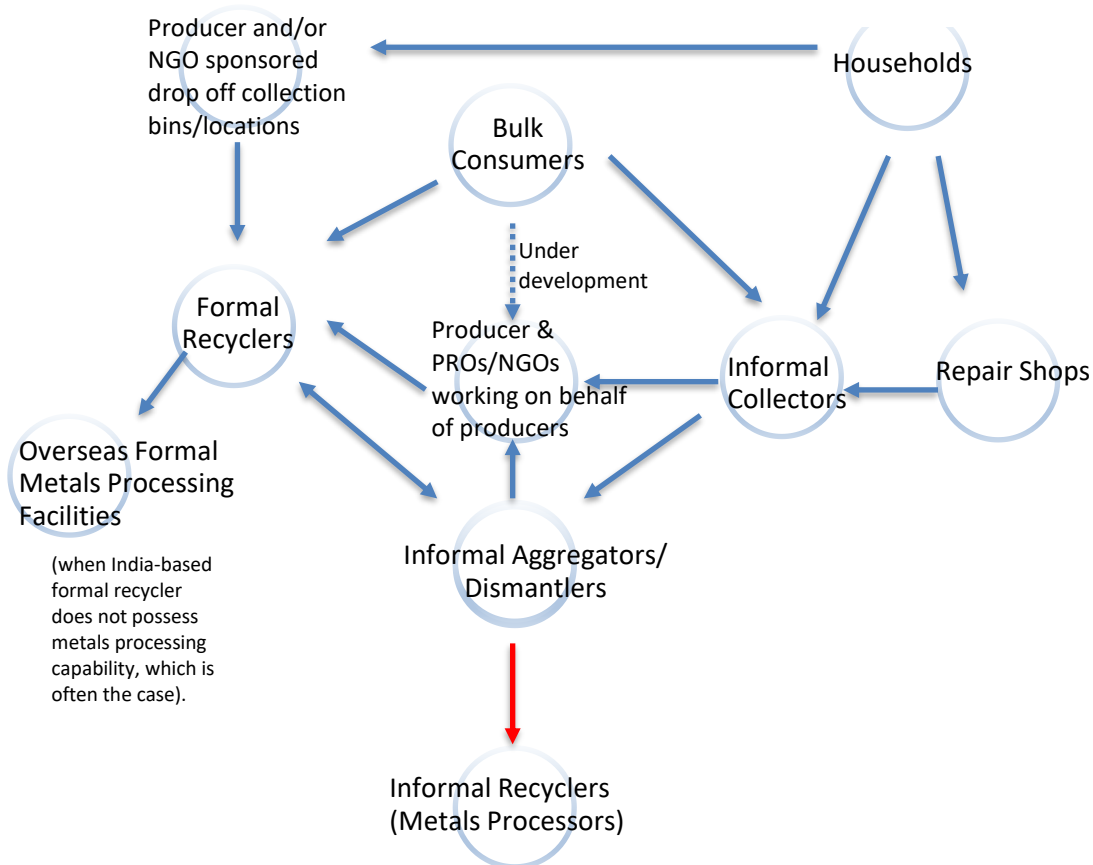 Producer and/or
NGO sponsored
drop off collection
bins/locations
Households
Bulk
Consumers
Under
development
Formal
Recyclers
Producer &
PROs/NGOs
working on behalf
of producers
Informal
Collectors
Repair Shops
Overseas Formal
Metals Processing
Facilities
(when India-based
formal recycler
does not possess
metals processing
capability, which is
often the case).
Informal Aggregators/
Dismantlers
Informal Recyclers
(Metals Processors)